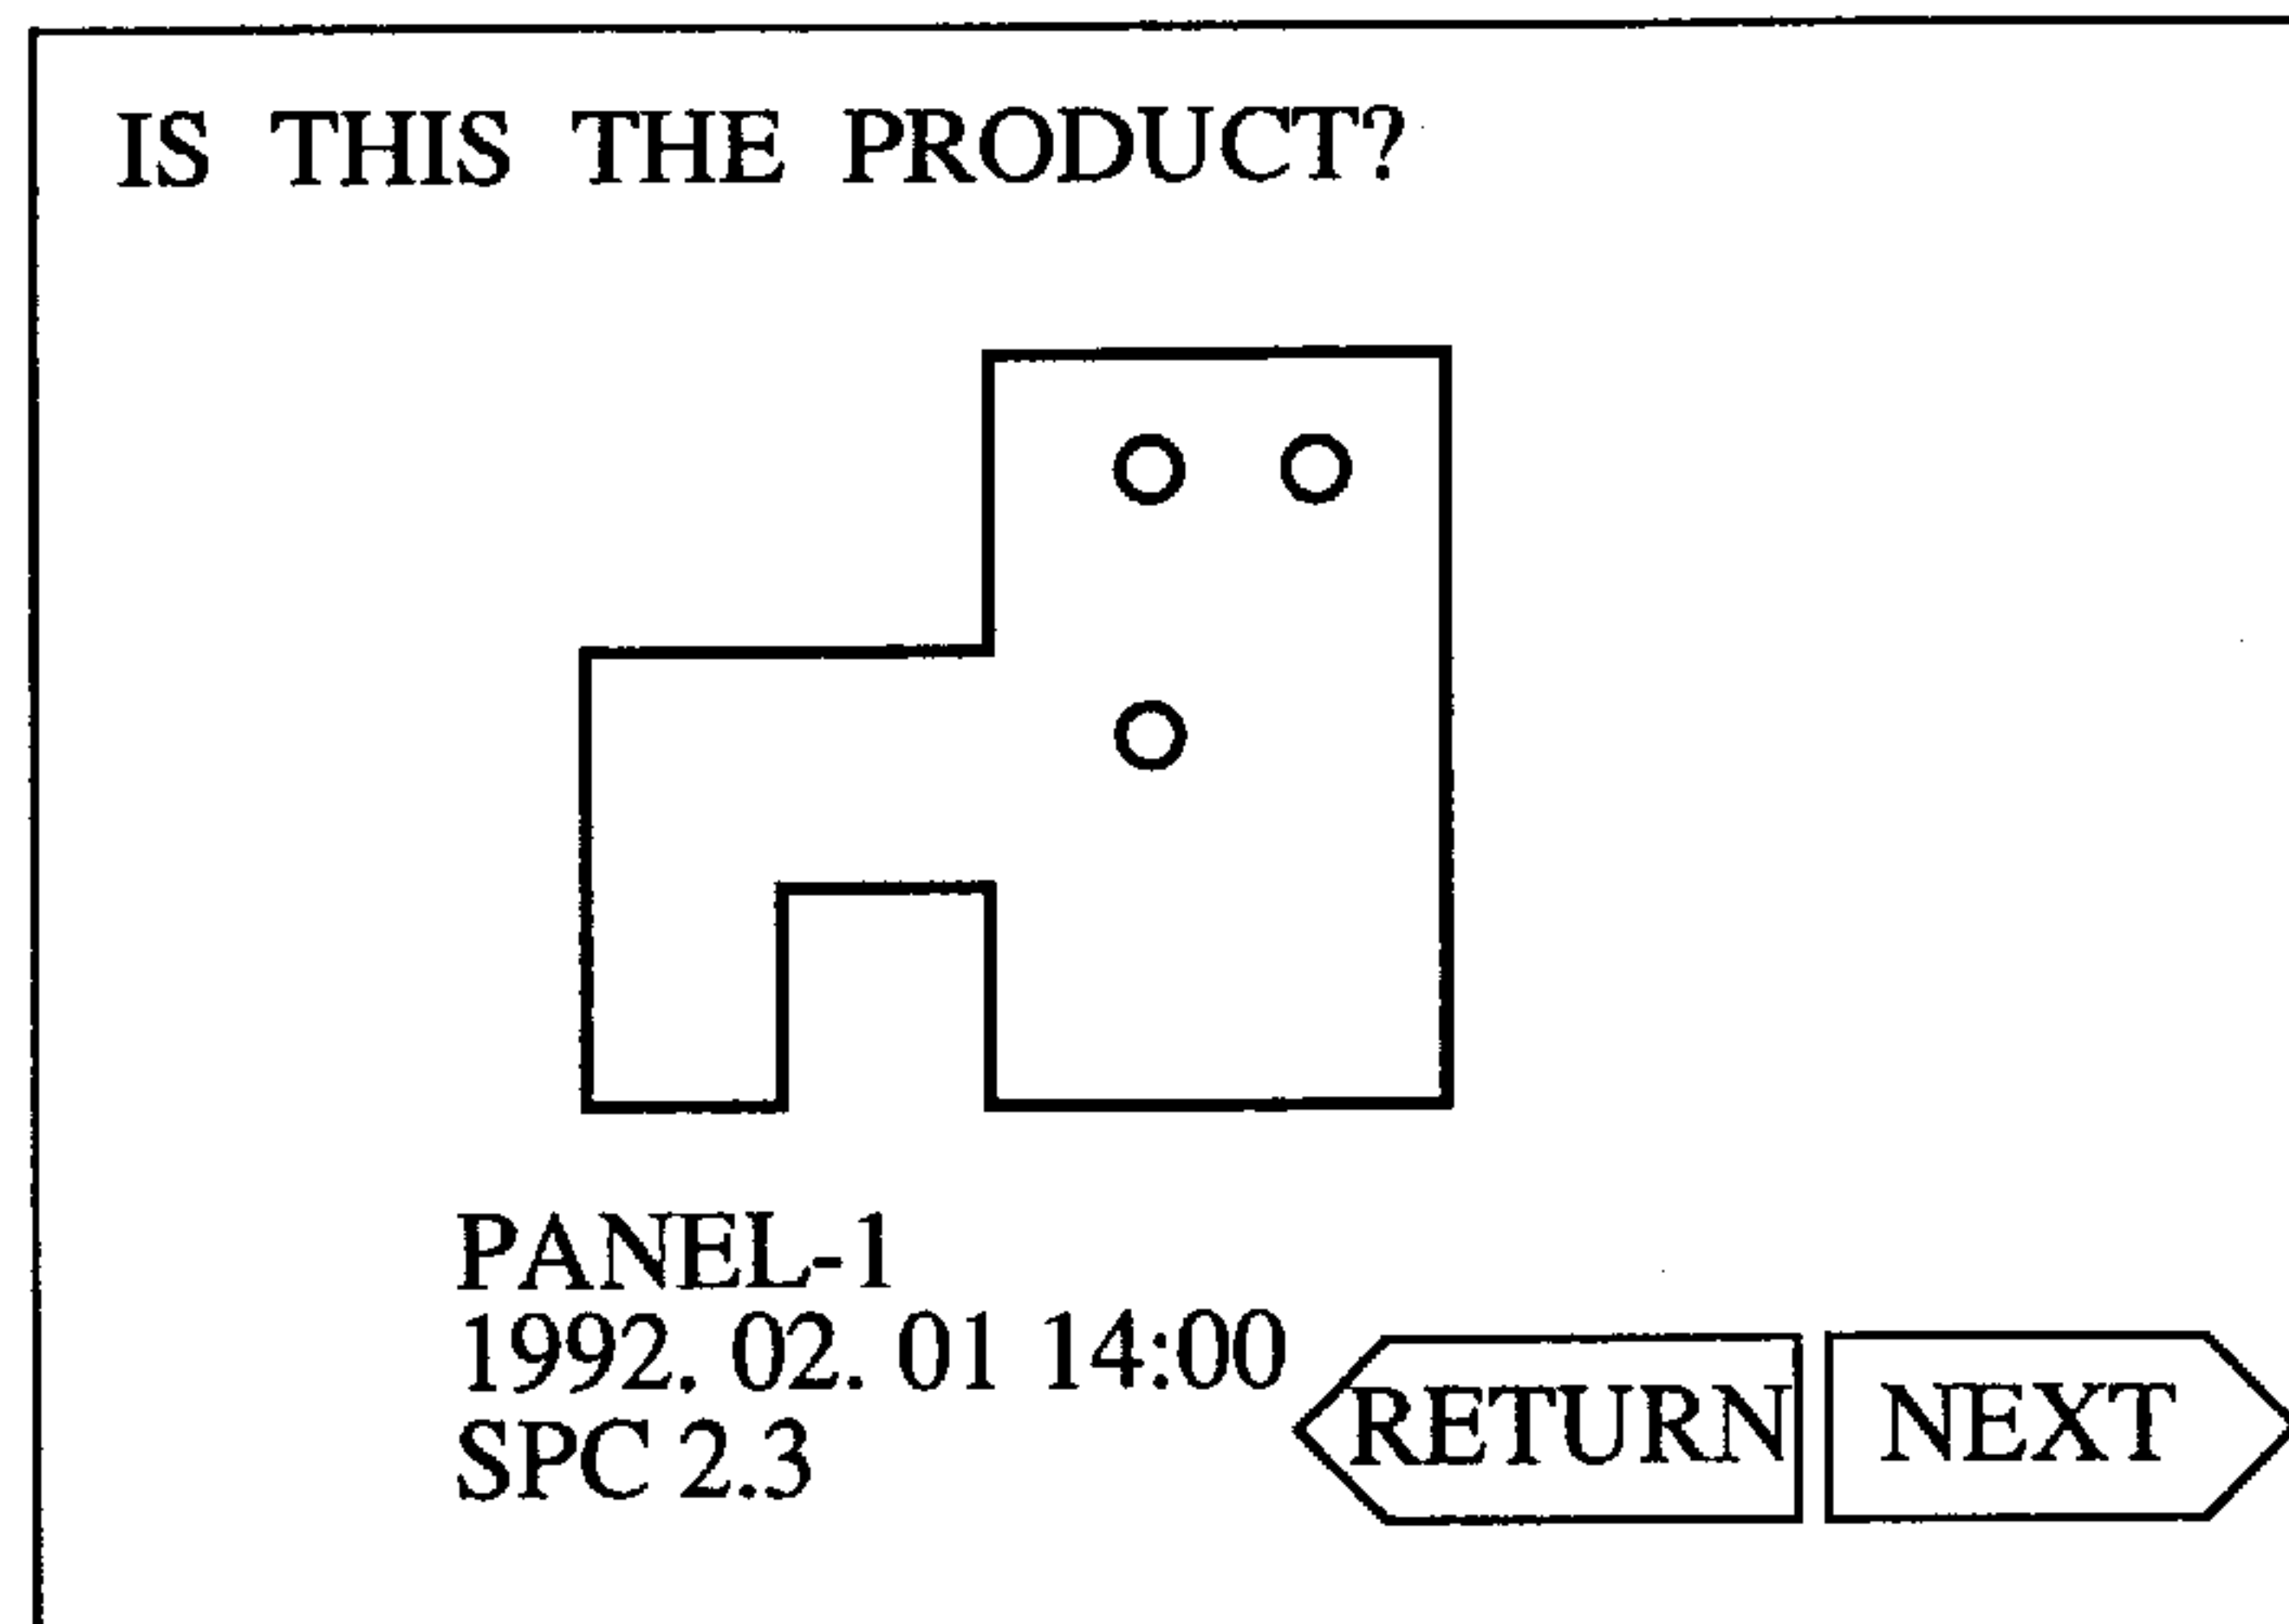 IS THIS THE PRODUCT?
PANEL-1
1992. 02. 01 14:00
SPC 2.3
RETURN
NEXT